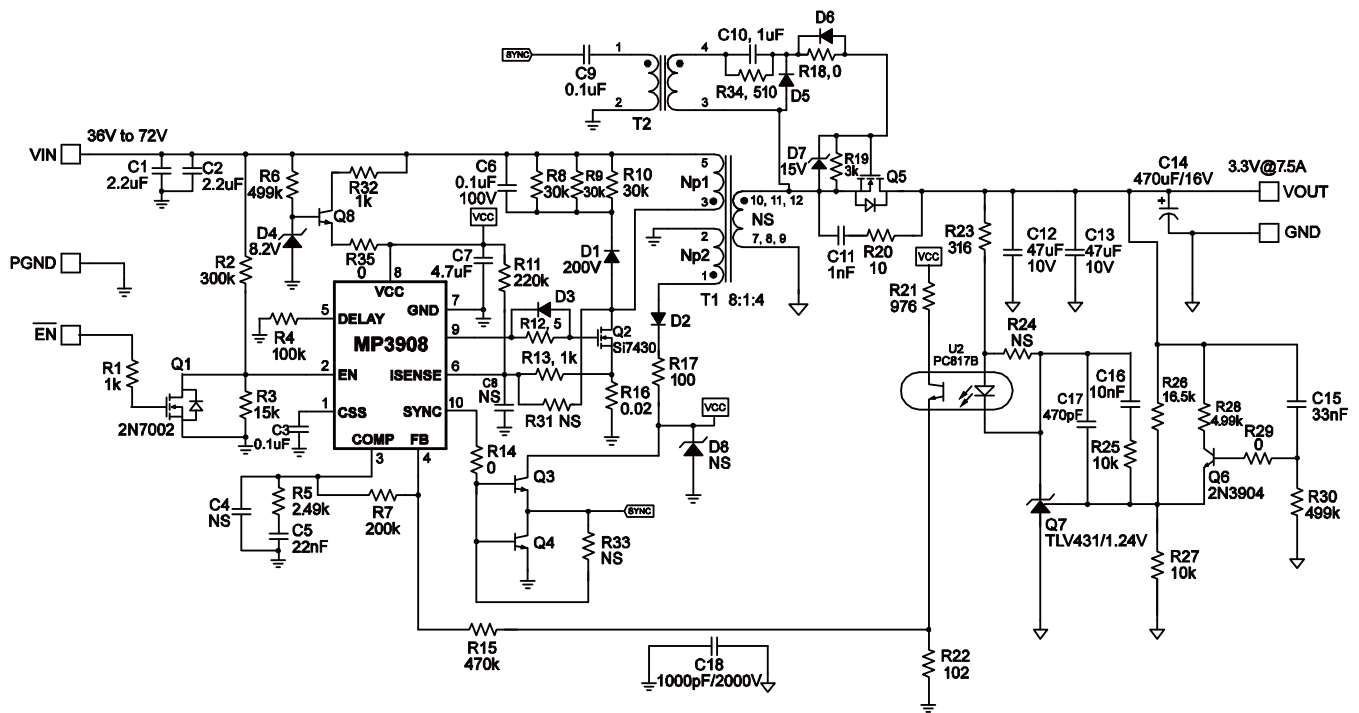 D6
C10, 1uF
SYNC
1
4
R18, 0
C9
0.1uF
R34, 510
D5
2
3
T2
36V to 72V
VIN
C1
2.2uF
C2
2.2uF
R6
499k
R32
1k
C6
0.1uF
100V
R8
30k
R9
30k
R10
30k
5
Np1
3
10, 11, 12
NS
7, 8, 9
D7
15V
R19
3k
Q5
C14
470uF/16V
+
3.3V@7.5A
VOUT
GND
Q8
VCC
D4
8.2V
R2
300k
R35
0
8
C7
4.7uF
R11
220k
D1
200V
2
Np2
1
T1 8:1:4
C11
1nF
R20
10
VCC
R23
316
C12
47uF
10V
C13
47uF
10V
PGND
R21
976
VCC
GND
7
DELAY
5
R4
100k
MP3908
9
D3
R12, 5
Q2
Si7430
D2
EN
R1
1k
Q1
2N7002
2
EN
ISENSE
6
R13, 1k
C8
NS
R31 NS
R16
0.02
R17
100
VCC
U2
PC817B
R24
NS
C17
470pF
C16
10nF
R25
10k
R26
16.5k
R28
4.99k
C15
33nF
R29
0
R3
15k
1
CSS
SYNC
10
C3
0.1uF
COMP
FB
3
4
R14
0
D8
NS
Q6
2N3904
R30
499k
C4
NS
R5
2.49k
C5
22nF
R7
200k
Q3
SYNC
Q4
R33
NS
Q7
TLV431/1.24V
R27
10k
R15
470k
C18
1000pF/2000V
R22
102